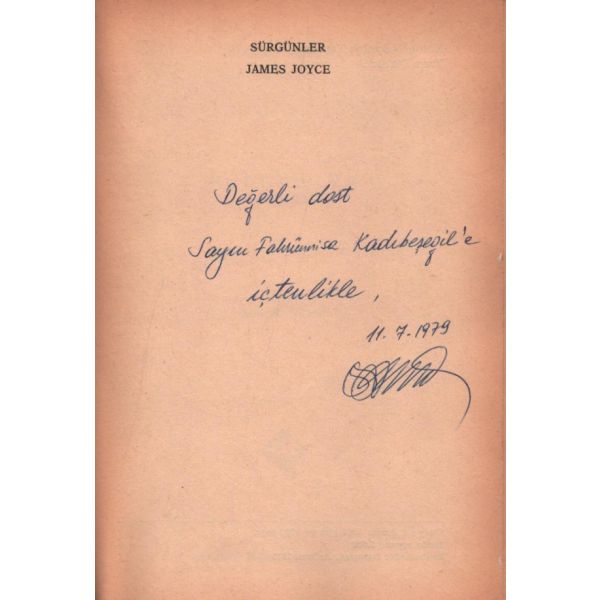 SÜRGÜNLER
JAMES JOYCE
Değerli dost
Sayın Fahrünnisa Kadıbeşegil'e
içtenlikle,
11.7.1979